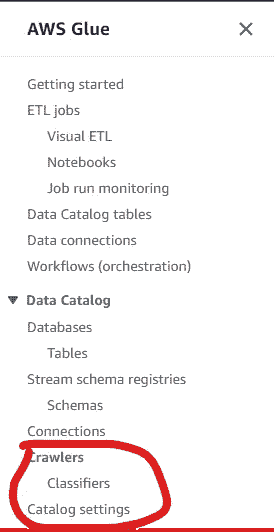 AWS Glue
Getting started
ETL jobs
Visual ETL
Notebooks
Job run monitoring
Data Catalog tables
Data connections
Workflows (orchestration)
Data Catalog
Databases
Tables
Stream schema registries
Schemas
Connections
Crawlers
Classifiers
Catalog settings